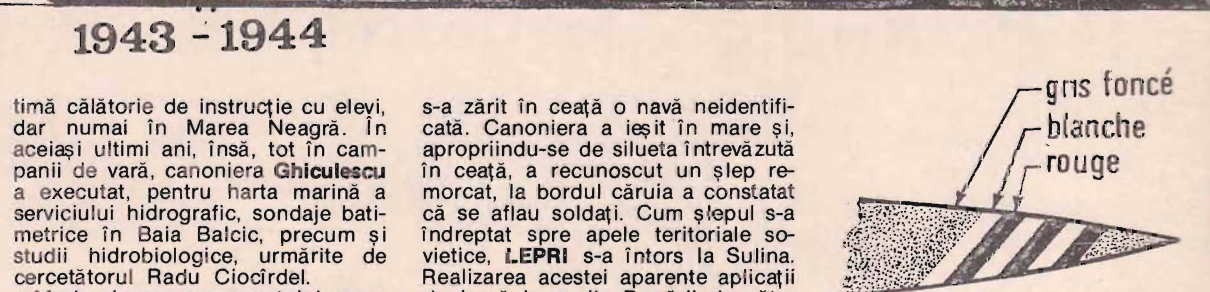 1943 - 1944
timă călătorie de instrucție cu elevi,
dar numai în Marea Neagră. În
aceiași ultimi ani, însă, tot în cam-
panii de vară, canoniera Ghiculescu
a executat, pentru harta marină a
serviciului hidrografic, sondaje bati-
metrice în Baia Balcic, precum și
studii hidrobiologice, urmărite de
cercetătorul Radu Ciocîrdel.
s-a zărit în ceață o navă neidentifi-
cată. Canoniera a ieșit în mare și,
apropriindu-se de silueta întrevăzută
în ceață, a recunoscut un șlep re-
morcat, la bordul căruia a constatat
că se aflau soldați. Cum șlepul s-a
îndreptat spre apele teritoriale so-
vietice, LEPRI s-a întors la Sulina.
Realizarea acestei aparente aplicații
gris foncé
blanche
rouge